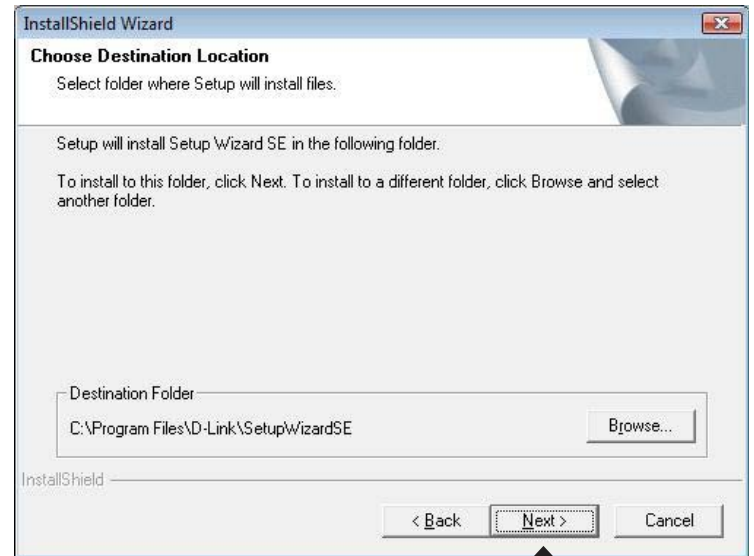 InstallShield Wizard
Choose Destination Location
Select folder where Setup will install files.
Setup will install Setup Wizard SE in the following folder.
To install to this folder, click Next. To install to a different folder, click Browse and select
another folder.
Destination Folder
C:\Program Files\D-Link\SetupWizardSE
Browse...
InstallShield
< Back
Next >
Cancel